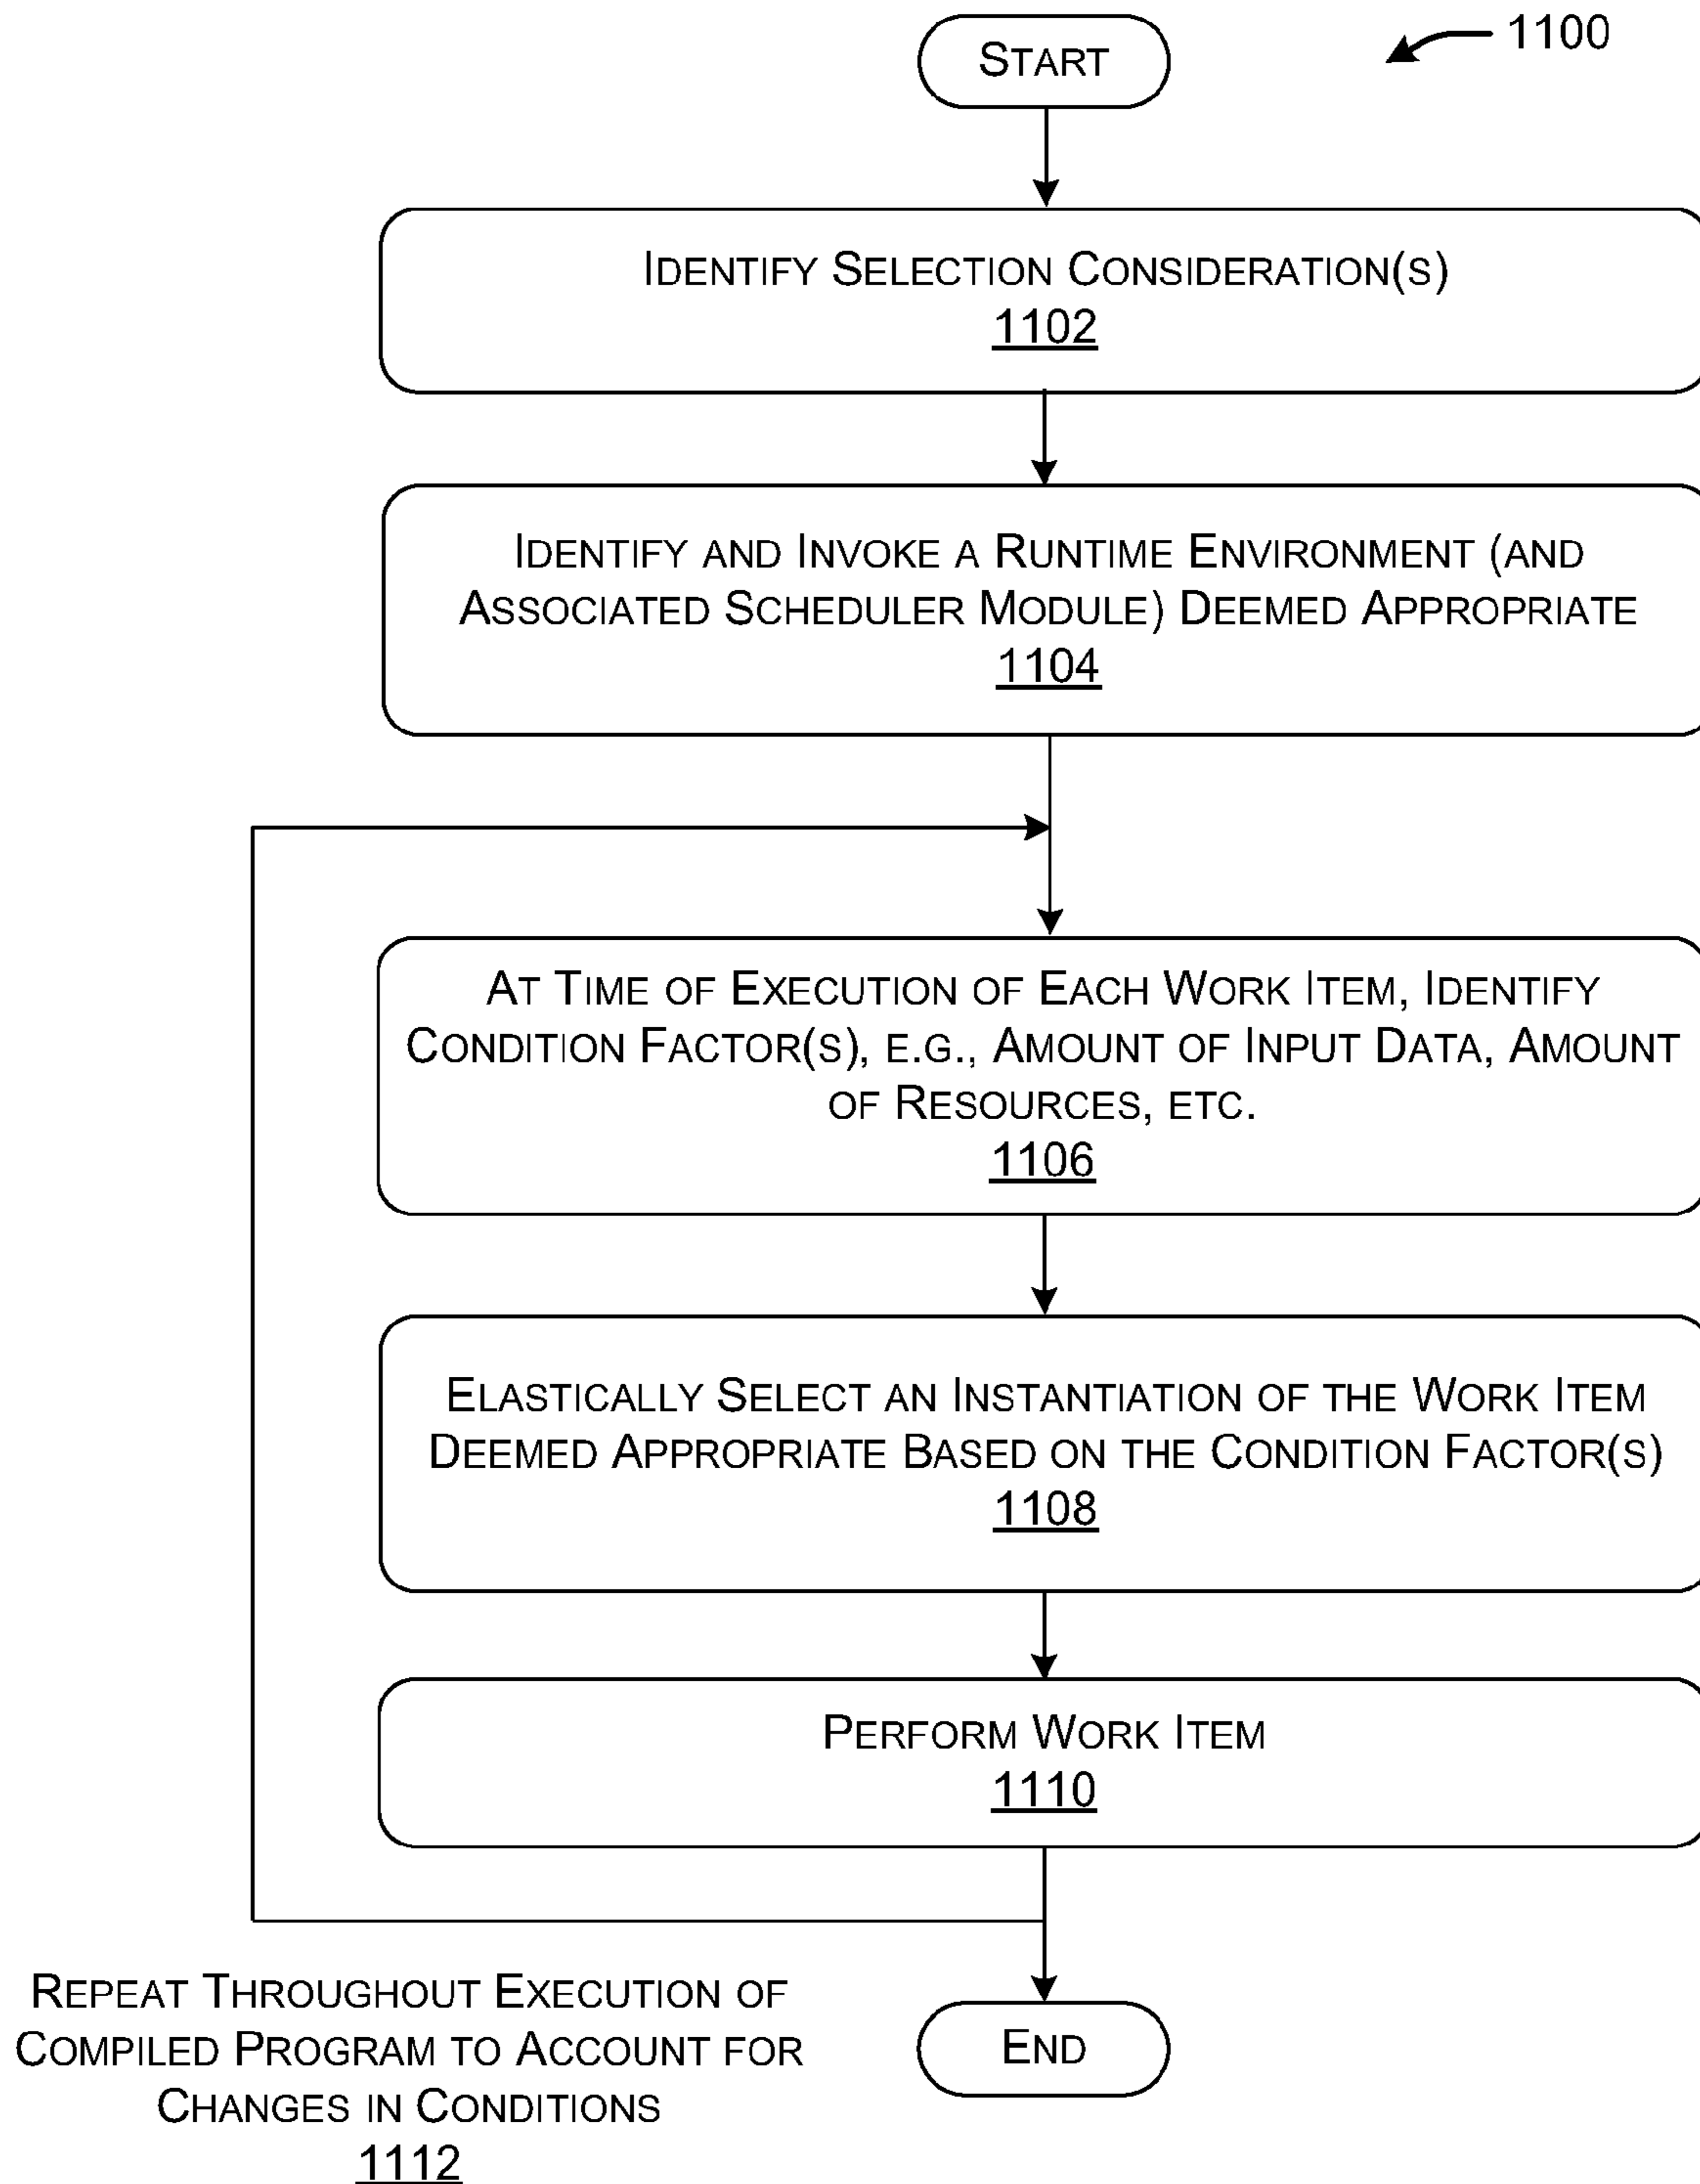 START
1100
IDENTIFY SELECTION CONSIDERATION(S)
1102
IDENTIFY AND INVOKE A RUNTIME ENVIRONMENT (AND
ASSOCIATED SCHEDULER MODULE) DEEMED APPROPRIATE
1104
AT TIME OF EXECUTION OF EACH WORK ITEM, IDENTIFY
CONDITION FACTOR(S), E.G., AMOUNT OF INPUT DATA, AMOUNT
OF RESOURCES, ETC.
1106
ELASTICALLY SELECT AN INSTANTIATION OF THE WORK ITEM
DEEMED APPROPRIATE BASED ON THE CONDITION FACTOR(S)
1108
PERFORM WORK ITEM
1110
REPEAT THROUGHOUT EXECUTION OF
COMPILED PROGRAM TO ACCOUNT FOR
CHANGES IN CONDITIONS
1112
END